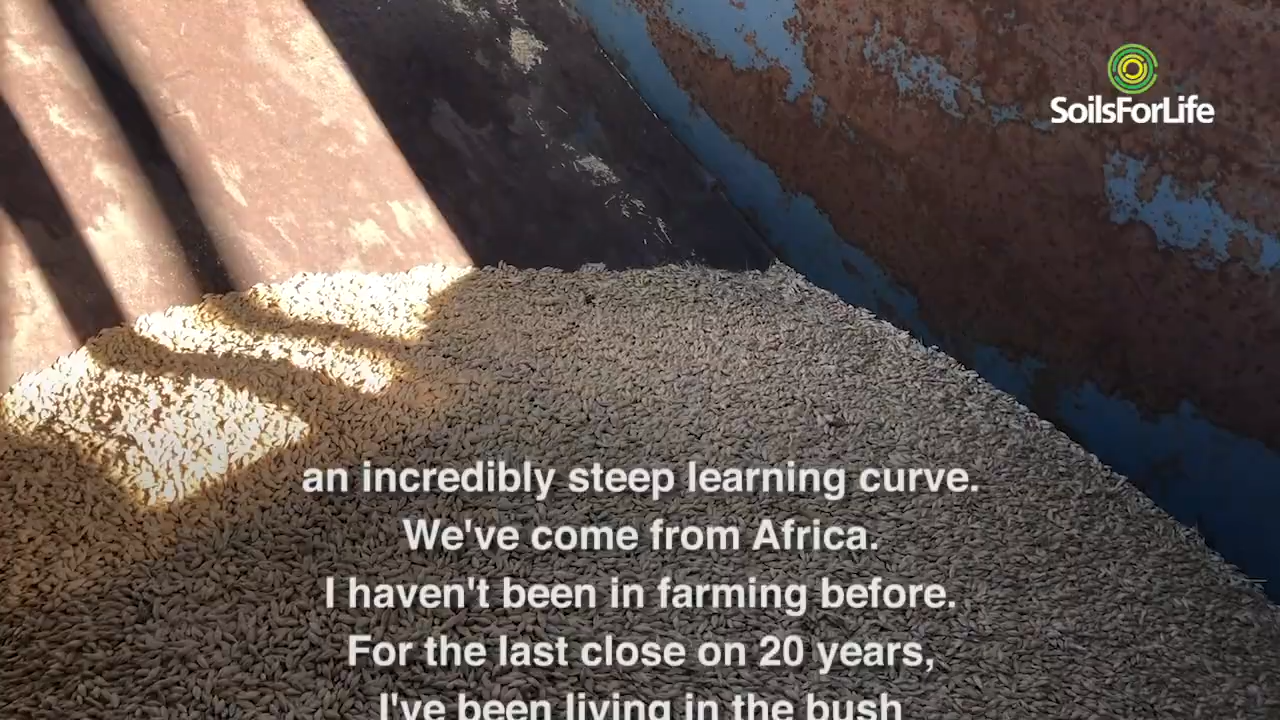 SoilsForLife
an incredibly steep learning curve.
We've come from Africa.
I haven't been in farming before.
For the last close on 20 years,
I've been living in the bush